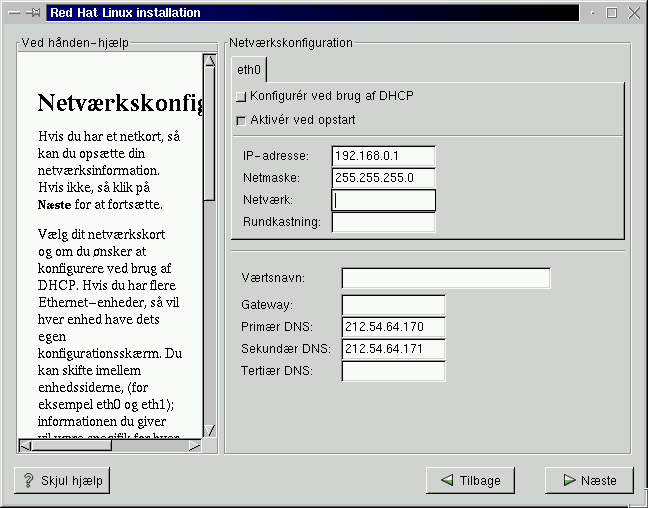 Red Hat Linux installation
Ved hånden-hjælp
Netværkskonfig
Hvis du har et netkort, så
kan du opsætte din
netværksinformation.
Hvis ikke, så klik på
Næste for at fortsætte.
Vælg dit netværkskort
og om du ønsker at
konfigurere ved brug af
DHCP. Hvis du har flere
Ethernet-enheder, så vil
hver enhed have dets
egen
konfigurationsskærm. Du
kan skifte imellem
enhedssiderne, (for
eksempel eth0 og eth1);
informationen du giver
vil være specifik for hver
Netværkskonfiguration
eth0
Konfigurér ved brug af DHCP
Aktivér ved opstart
IP-adresse: 192.168.0.1
Netmaske: 255.255.255.0
Netværk:
Rundkastning:
Værtsnavn:
Gateway:
Primær DNS: 212.54.64.170
Sekundær DNS: 212.54.64.171
Tertiær DNS:
? Skjul hjælp
Tilbage
Næste